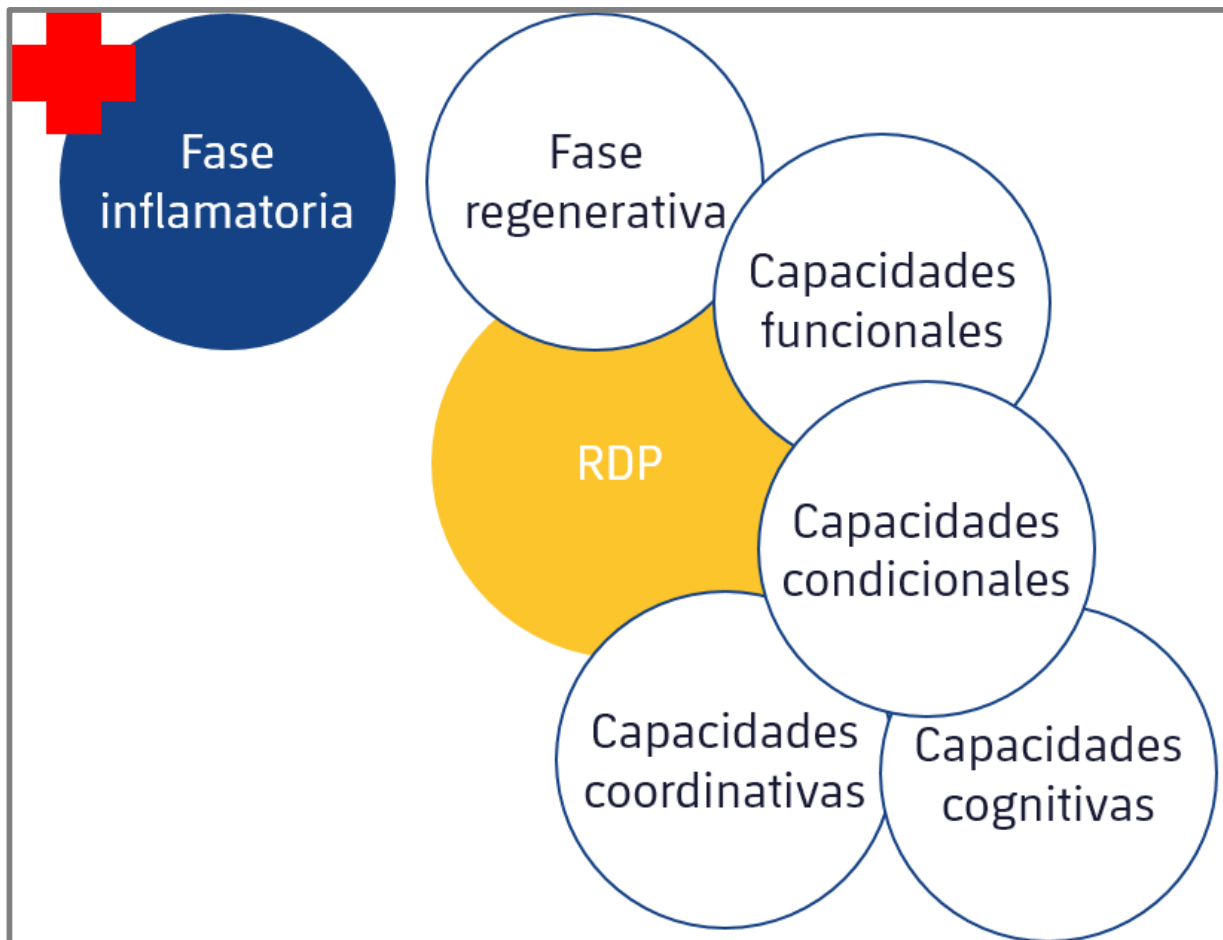 Fase
inflamatoria
Fase
regenerativa
Capacidades
funcionales
RDP
Capacidades
condicionales
Capacidades
coordinativas
Capacidades
cognitivas